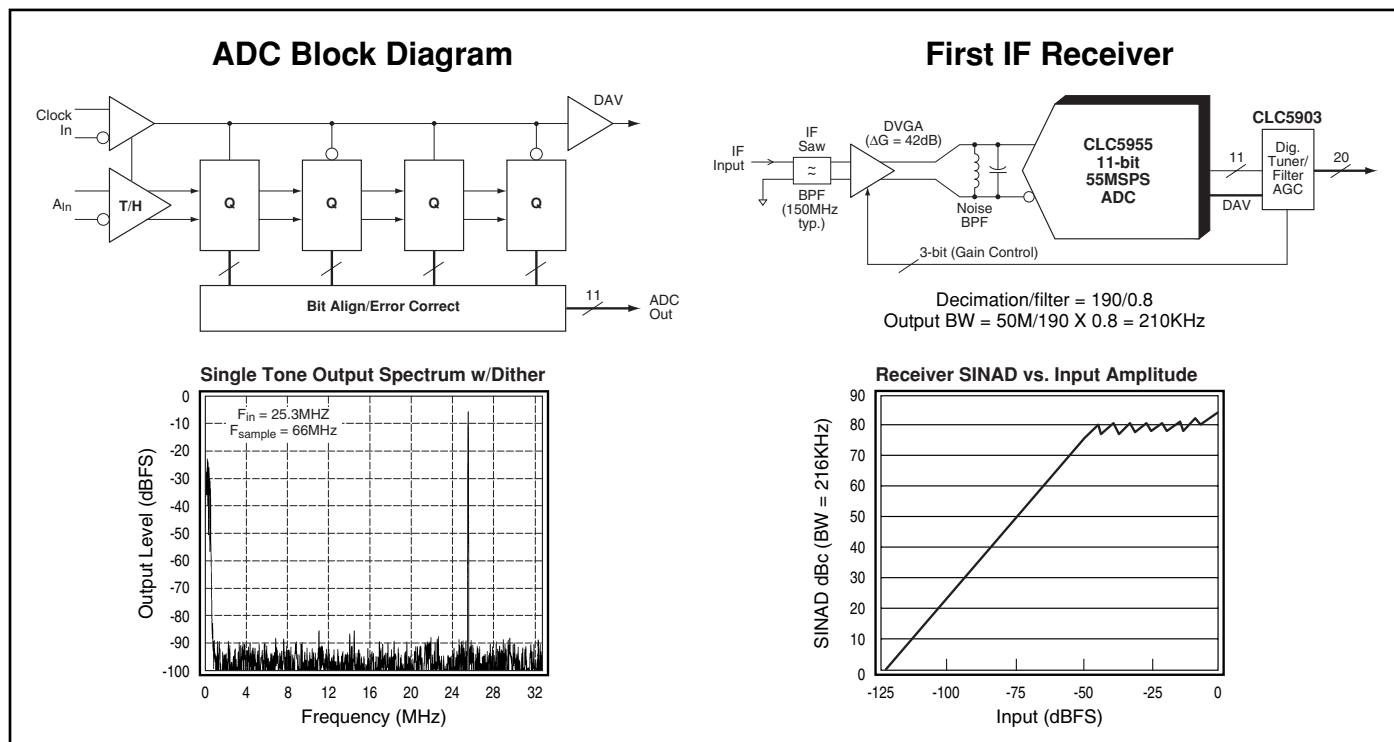 ADC Block Diagram
Clock
In
DAV
A_In
T/H
Q
Q
Q
Q
Bit Align/Error Correct
11
ADC
Out
First IF Receiver
IF
Input
IF
Saw
≈
BPF
(150MHz
typ.)
DVGA
(ΔG = 42dB)
Noise
BPF
CLC5955
11-bit
55MSPS
ADC
11
DAV
CLC5903
Dig.
Tuner/
Filter
AGC
20
3-bit (Gain Control)
Decimation/filter = 190/0.8
Output BW = 50M/190 X 0.8 = 210KHz
Single Tone Output Spectrum w/Dither
F_in = 25.3MHZ
F_sample = 66MHz
Output Level (dBFS)
0
-10
-20
-30
-40
-50
-60
-70
-80
-90
-100
0 4 8 12 16 20 24 28 32
Frequency (MHz)
Receiver SINAD vs. Input Amplitude
SINAD dBc (BW = 216KHz)
90
80
70
60
50
40
30
20
10
0
-125 -100 -75 -50 -25 0
Input (dBFS)